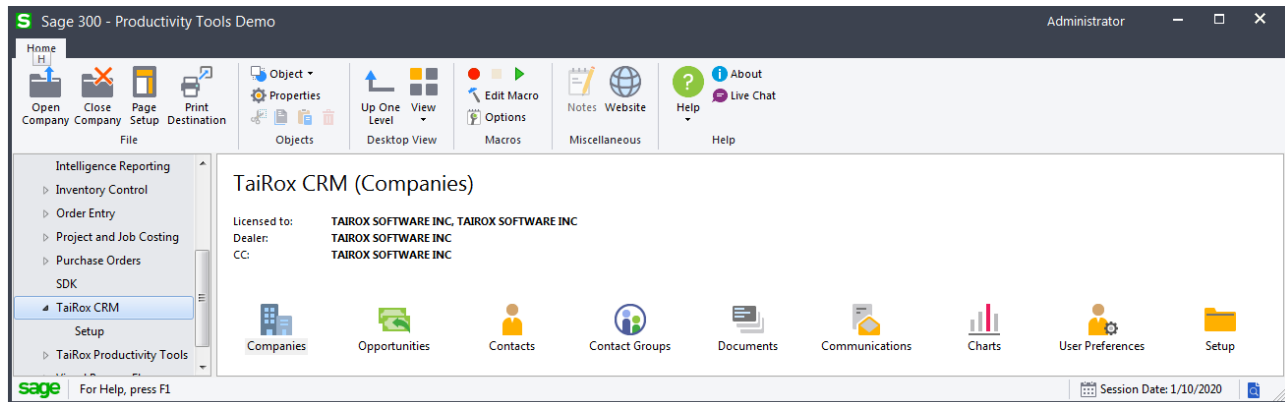 S Sage 300 - Productivity Tools Demo Administrator
Home
H
Open Company
Close Company
Page Setup
Print Destination
File
Object
Properties
Objects
Up One Level
View
Desktop View
Edit Macro
Options
Macros
Notes
Website
Miscellaneous
Help
About
Live Chat
Help
Intelligence Reporting
Inventory Control
Order Entry
Project and Job Costing
Purchase Orders
SDK
TaiRox CRM
Setup
TaiRox Productivity Tools
TaiRox CRM (Companies)
Licensed to: TAIROX SOFTWARE INC, TAIROX SOFTWARE INC
Dealer: TAIROX SOFTWARE INC
CC: TAIROX SOFTWARE INC
Companies Opportunities Contacts Contact Groups Documents Communications Charts User Preferences Setup
sage For Help, press F1 Session Date: 1/10/2020